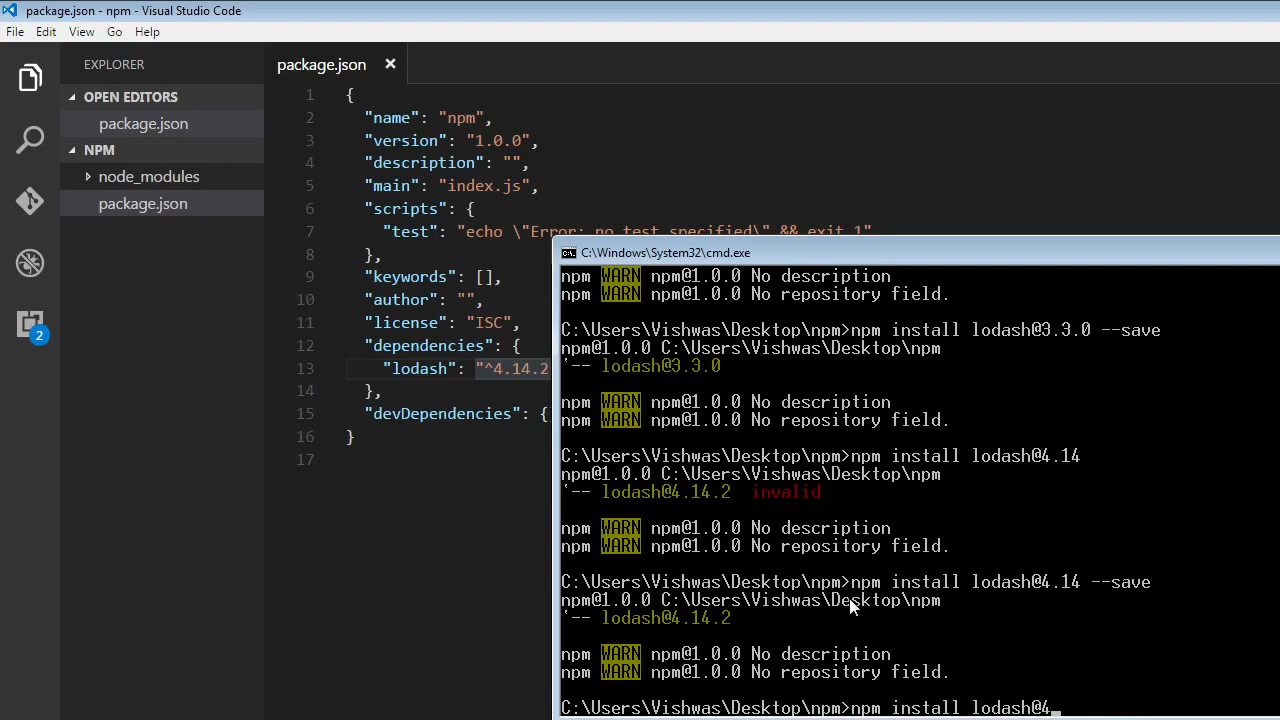 package.json - npm - Visual Studio Code
File Edit View Go Help
EXPLORER
OPEN EDITORS
package.json
NPM
node_modules
package.json
2
package.json ×
1 {
2 "name": "npm",
3 "version": "1.0.0",
4 "description": "",
5 "main": "index.js",
6 "scripts": {
7 "test": "echo \"Error: no test specified\" && exit 1"
8 },
9 "keywords": [],
10 "author": "",
11 "license": "ISC",
12 "dependencies": {
13 "lodash": "^4.14.2
14 },
15 "devDependencies": {
16 }
17
C:\Windows\System32\cmd.exe
npm WARN npm@1.0.0 No description
npm WARN npm@1.0.0 No repository field.
C:\Users\Vishwas\Desktop\npm>npm install lodash@3.3.0 --save
npm@1.0.0 C:\Users\Vishwas\Desktop\npm
`-- lodash@3.3.0
npm WARN npm@1.0.0 No description
npm WARN npm@1.0.0 No repository field.
C:\Users\Vishwas\Desktop\npm>npm install lodash@4.14
npm@1.0.0 C:\Users\Vishwas\Desktop\npm
`-- lodash@4.14.2 invalid
npm WARN npm@1.0.0 No description
npm WARN npm@1.0.0 No repository field.
C:\Users\Vishwas\Desktop\npm>npm install lodash@4.14 --save
npm@1.0.0 C:\Users\Vishwas\Desktop\npm
`-- lodash@4.14.2
npm WARN npm@1.0.0 No description
npm WARN npm@1.0.0 No repository field.
C:\Users\Vishwas\Desktop\npm>npm install lodash@4_